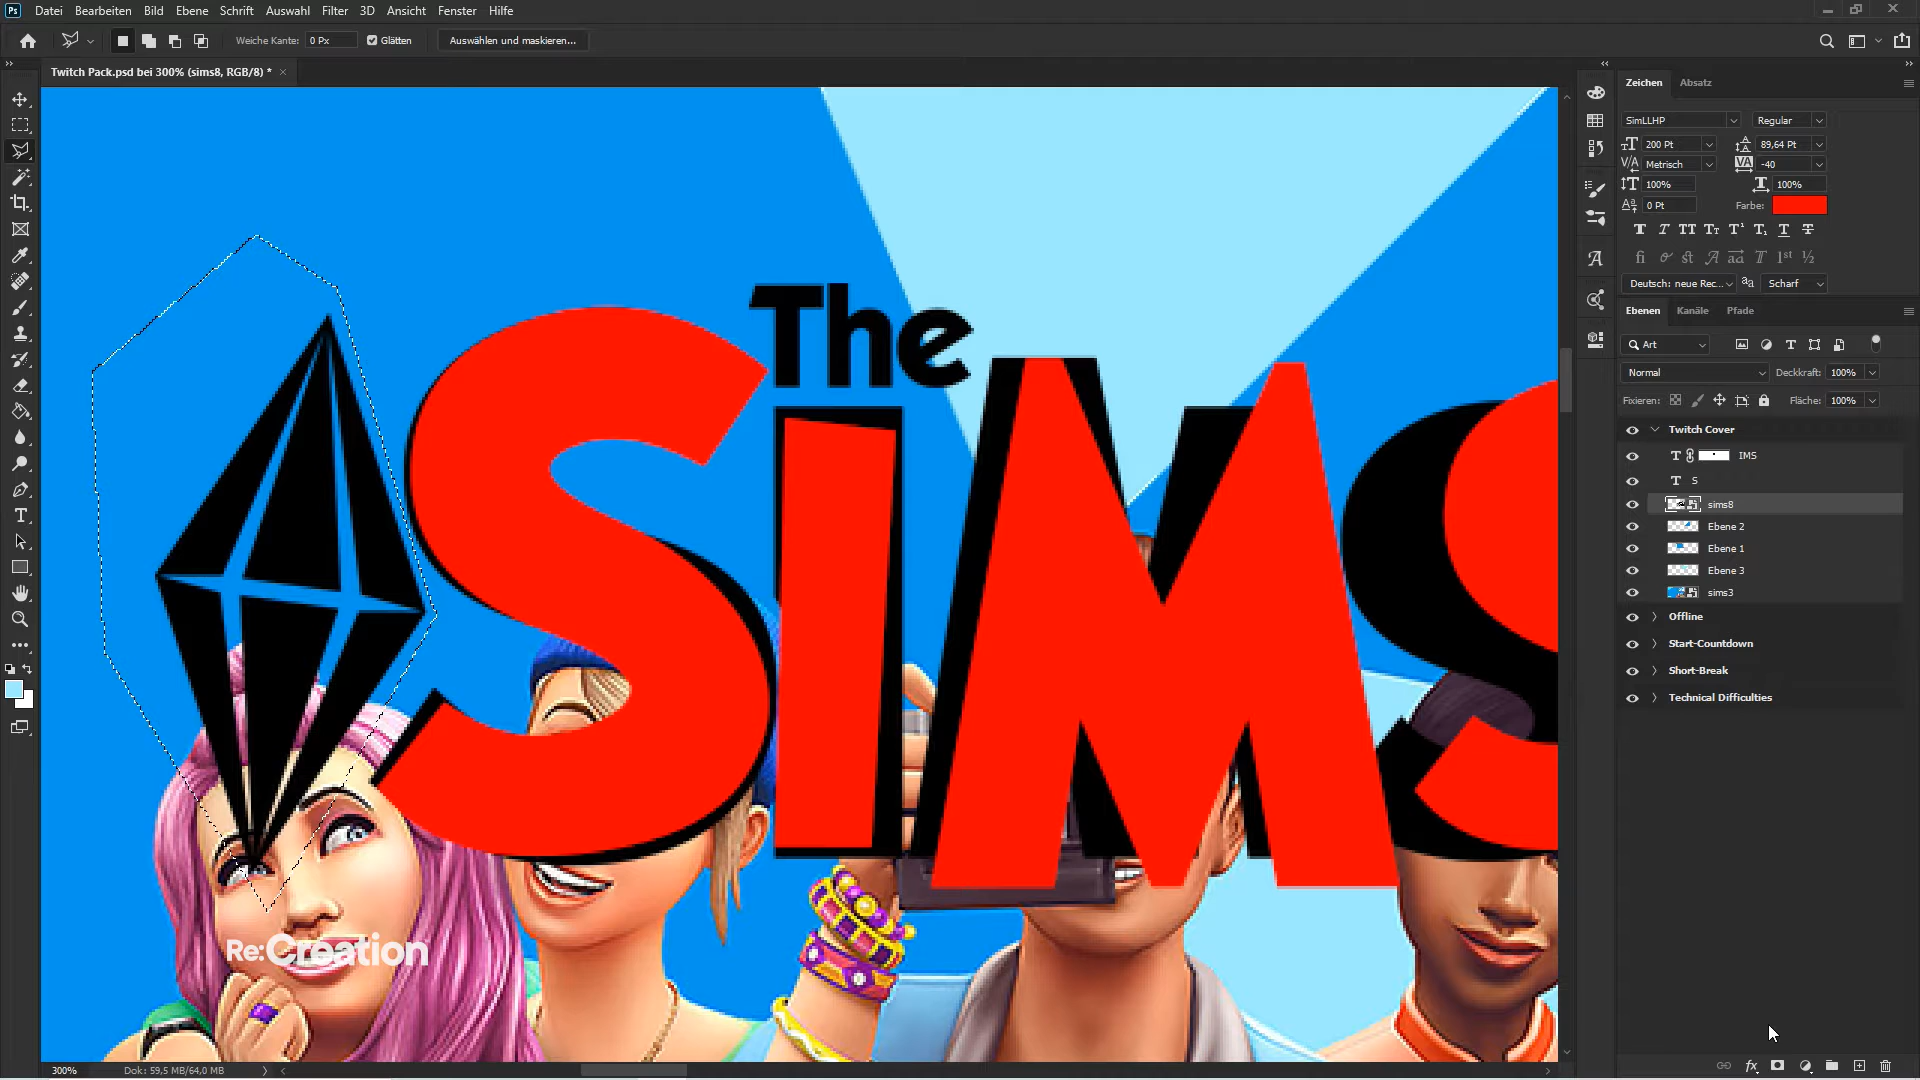 Ps Datei Bearbeiten Bild Ebene Schrift Auswahl Filter 3D Ansicht Fenster Hilfe
Weiche Kante: 0 Px Glätten Auswählen und maskieren...
Twitch Pack.psd bei 300% (sims8, RGB/8) *
Zeichen Absatz
SimLLHP Regular
200 Pt 89,64 Pt
Metrisch -40
100% 100%
0 Pt Farbe:
Deutsch: neue Rec... Scharf
Ebenen Kanäle Pfade
Art
Normal Deckkraft: 100%
Fixieren: Fläche: 100%
Twitch Cover
IMS
S
sims8
Ebene 2
Ebene 1
Ebene 3
sims3
Offline
Start-Countdown
Short-Break
Technical Difficulties
The
SiMS
Re:Creation
300% Dok: 59,5 MB/64,0 MB